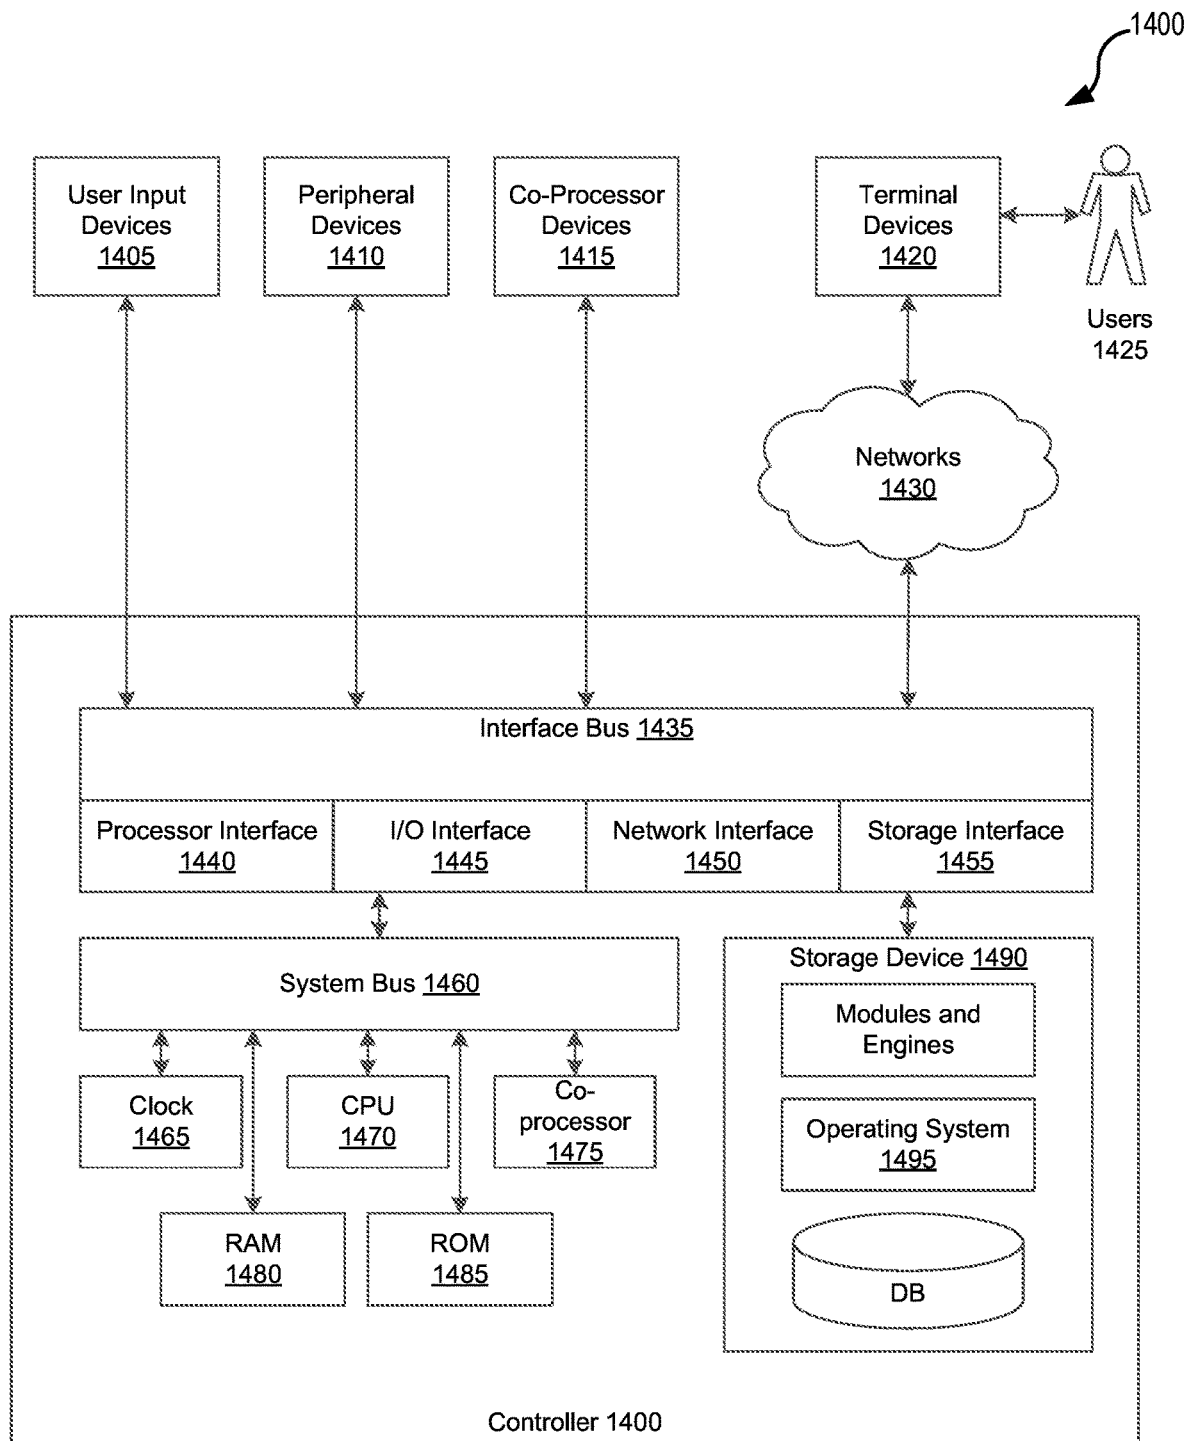 1400
User Input
Devices
1405
Peripheral
Devices
1410
Co-Processor
Devices
1415
Terminal
Devices
1420
Users
1425
Networks
1430
Interface Bus 1435
Processor Interface
1440
I/O Interface
1445
Network Interface
1450
Storage Interface
1455
System Bus 1460
Storage Device 1490
Modules and
Engines
Clock
1465
CPU
1470
Co-
processor
1475
Operating System
1495
RAM
1480
ROM
1485
DB
Controller 1400